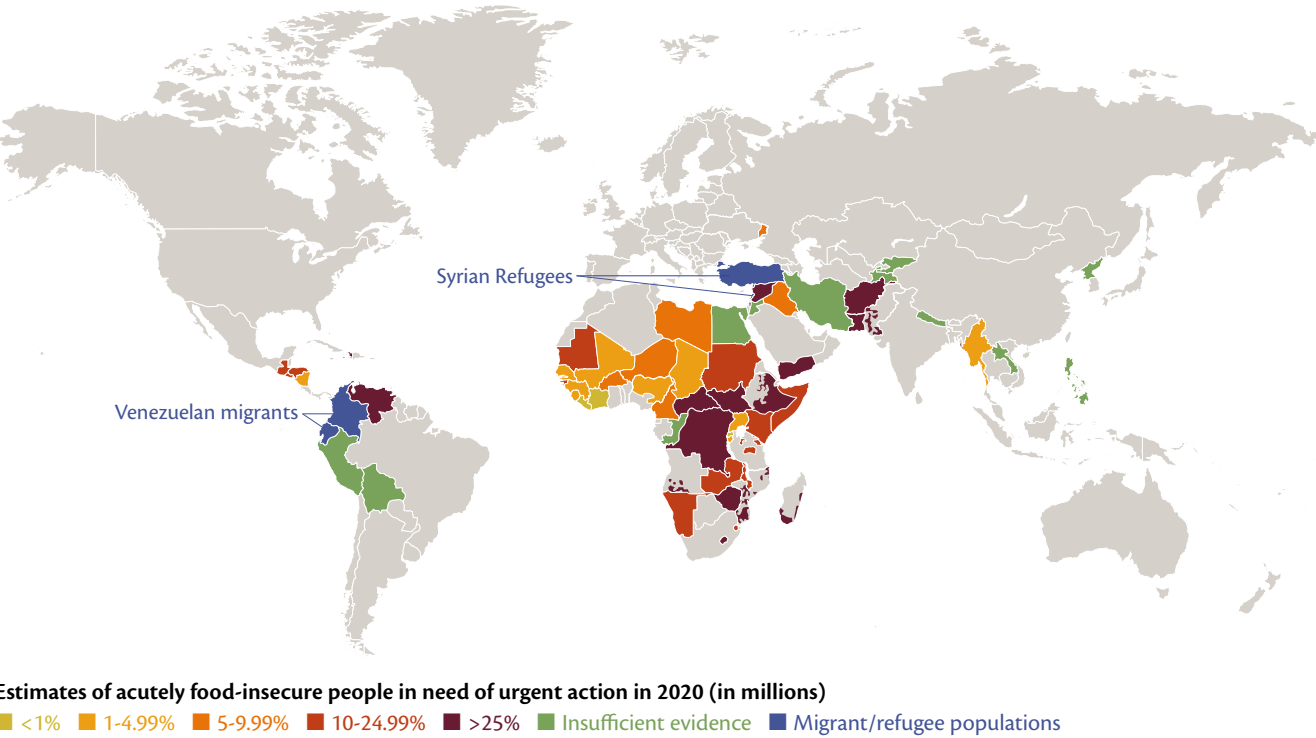 Syrian Refugees
Venezuelan migrants
Estimates of acutely food-insecure people in need of urgent action in 2020 (in millions)
<1% 1-4.99% 5-9.99% 10-24.99% >25% Insufficient evidence Migrant/refugee populations